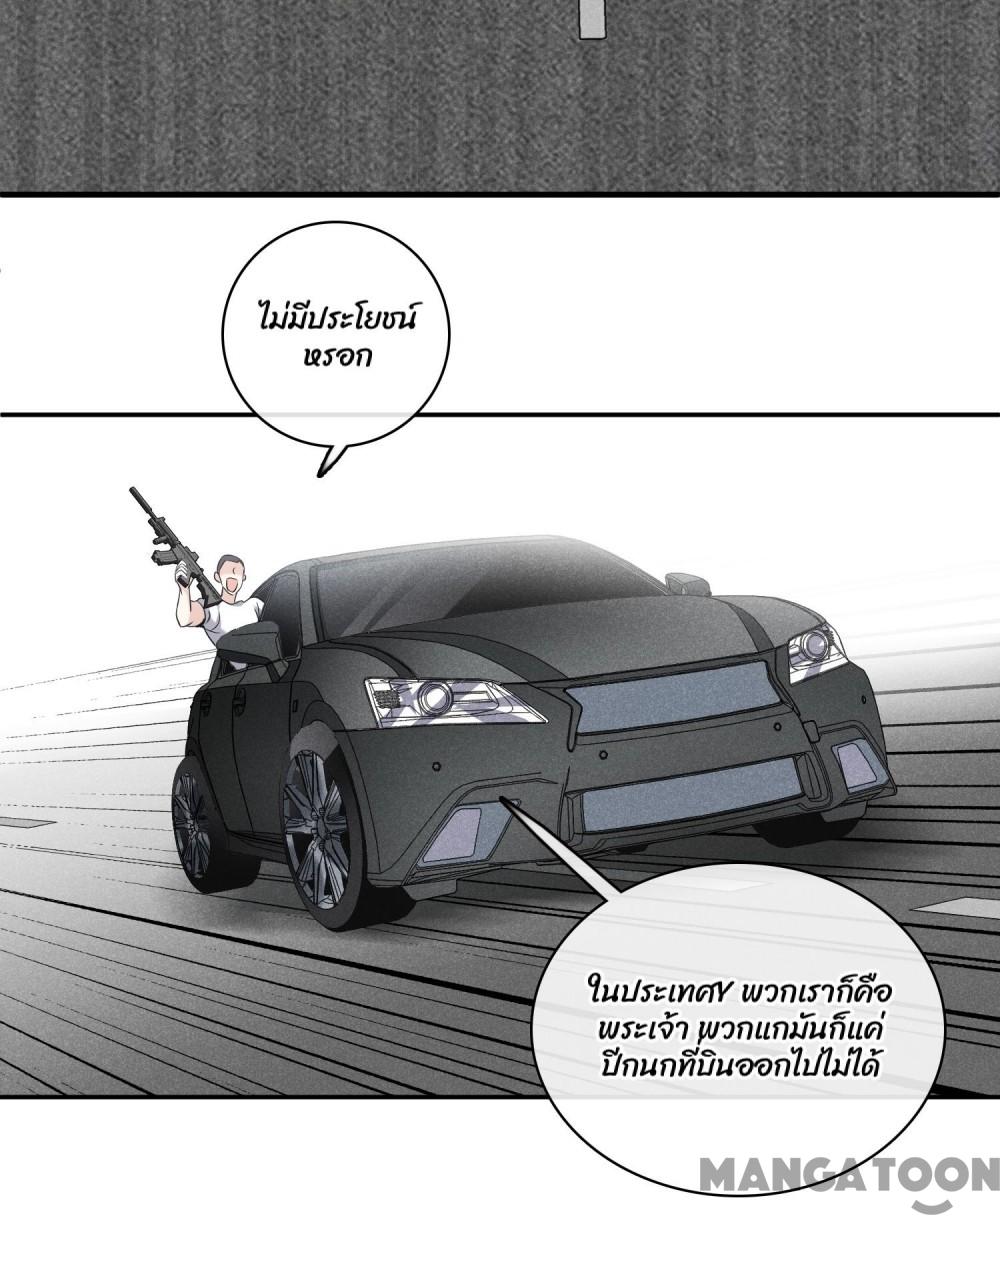 ไม่มีประโยชน์
หรอก
ในประเทศY พวกเราก็คือ
พระเจ้า พวกแกมันก็แค่
ปีกนกที่บินออกไปไม่ได้
MANGATOON